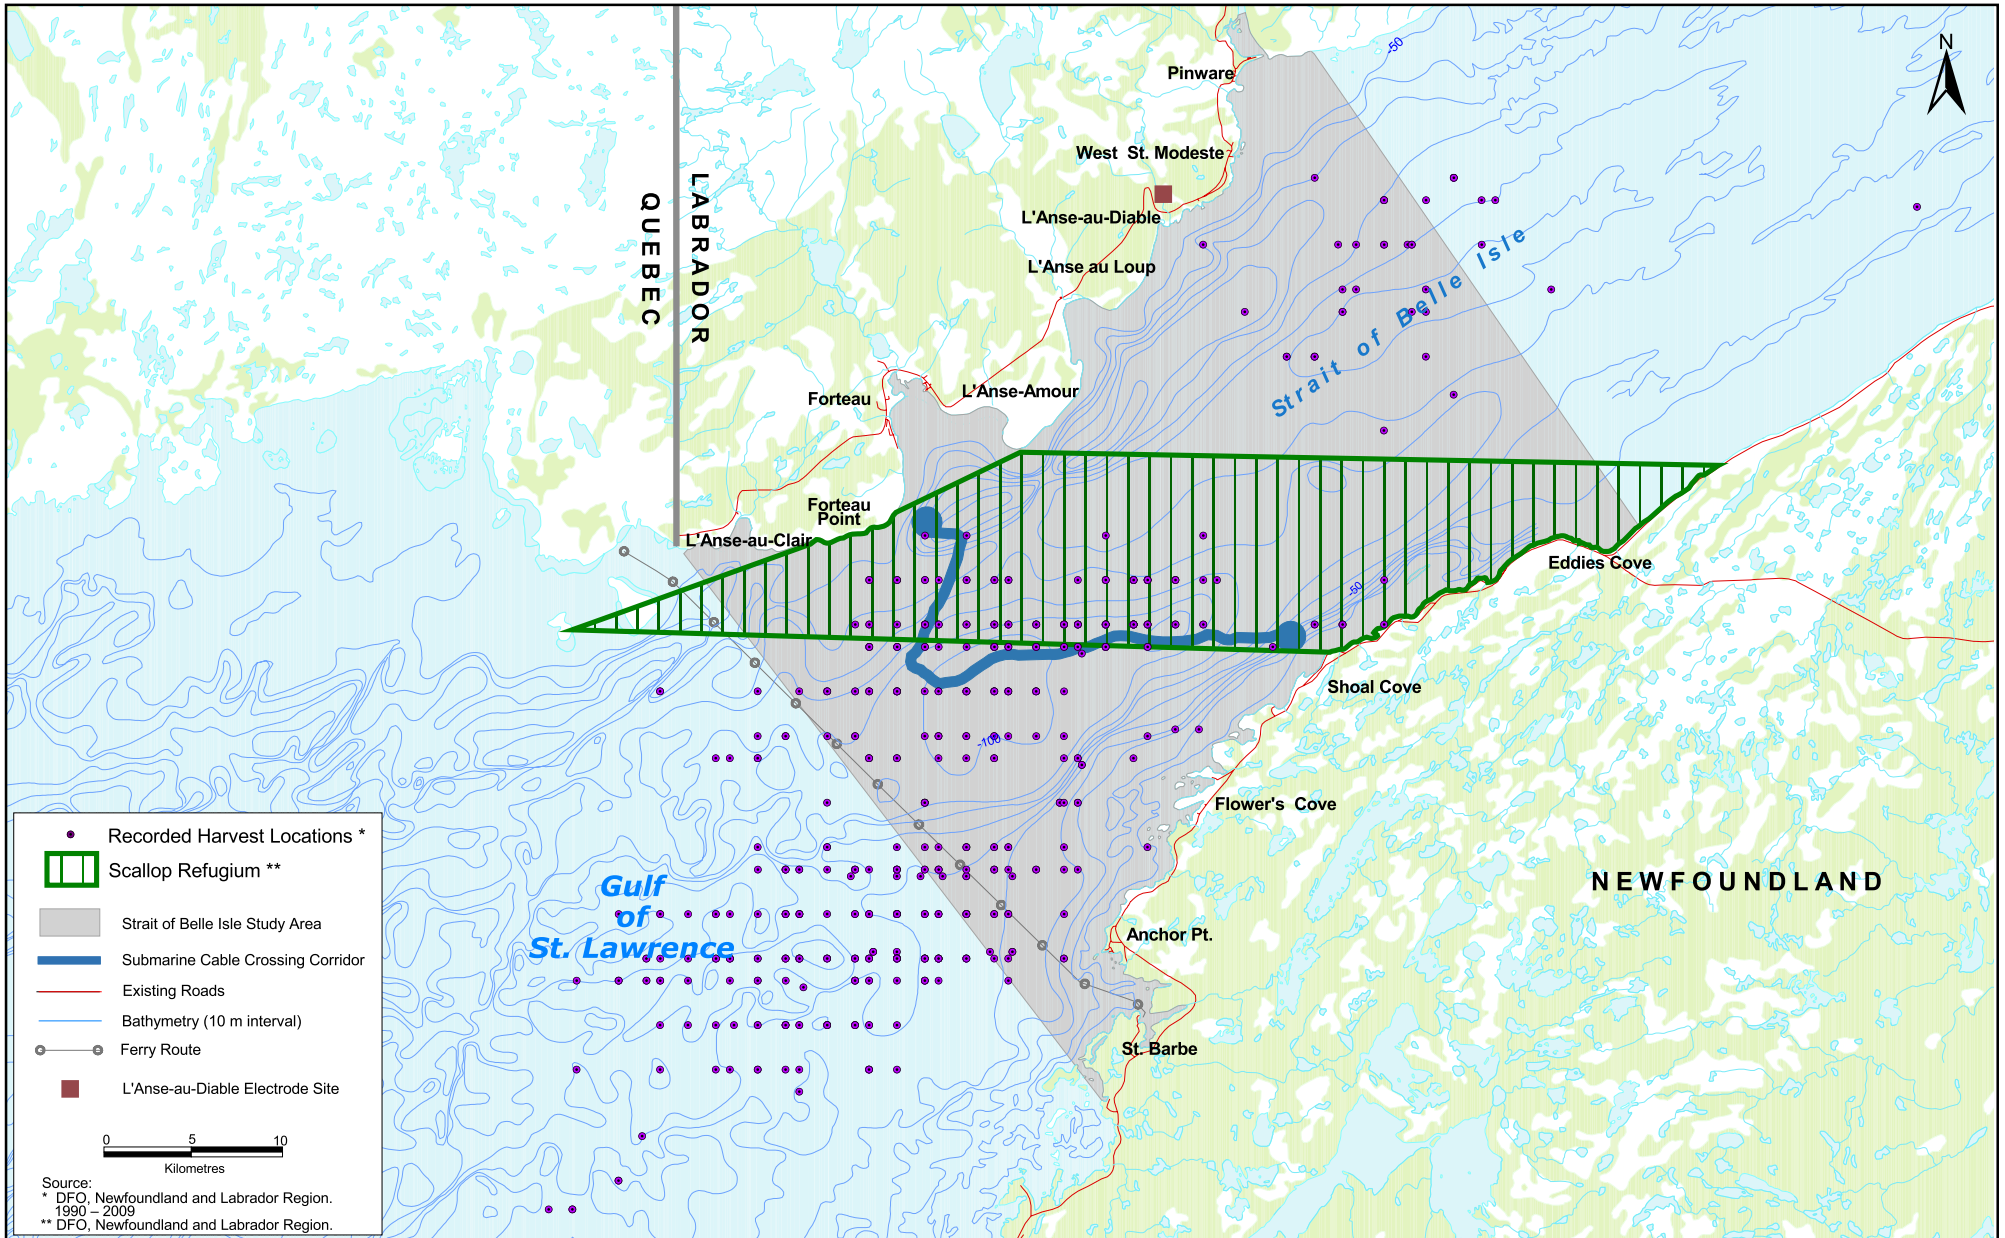 N
-50
Pinware
West St. Modeste
L'Anse-au-Diable
L'Anse au Loup
QUEBEC
LABRADOR
Strait of Belle Isle
L'Anse-Amour
Forteau
Forteau
Point
L'Anse-au-Clair
Eddies Cove
-50
Shoal Cove
-100
Flower's Cove
NEWFOUNDLAND
Gulf
of
St. Lawrence
Anchor Pt.
St. Barbe
Recorded Harvest Locations *
Scallop Refugium **
Strait of Belle Isle Study Area
Submarine Cable Crossing Corridor
Existing Roads
Bathymetry (10 m interval)
Ferry Route
L'Anse-au-Diable Electrode Site
0 5 10
Kilometres
Source:
* DFO, Newfoundland and Labrador Region.
1990 – 2009
** DFO, Newfoundland and Labrador Region.